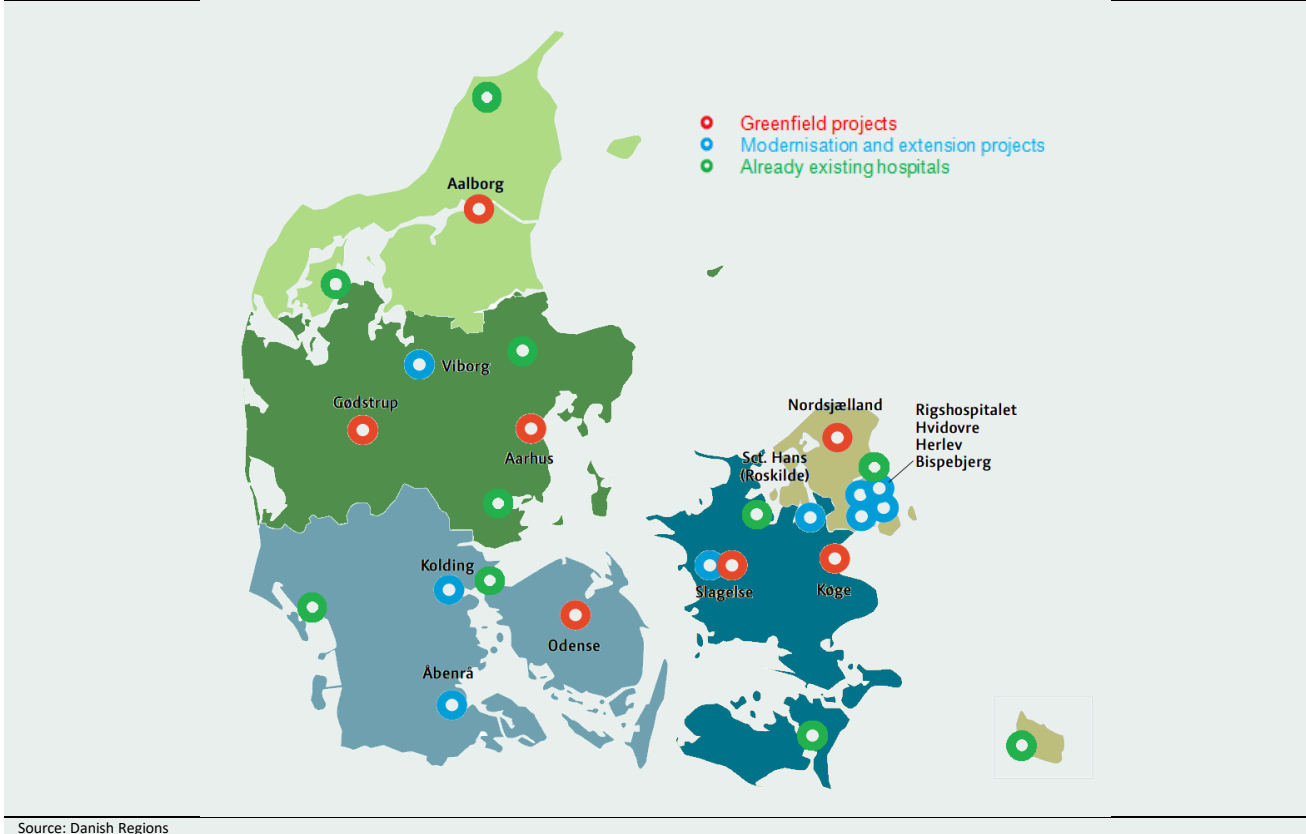 Greenfield projects
Modernisation and extension projects
Already existing hospitals
Aalborg
Viborg
Gødstrup
Aarhus
Nordsjælland
Rigshospitalet
Hvidovre
Herlev
Bispebjerg
Sct. Hans
(Roskilde)
Kolding
Slagelse
Køge
Odense
Åbenrå
Source: Danish Regions